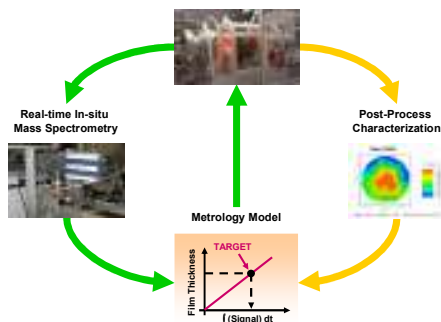 Real-time In-situ
Mass Spectrometry
Post-Process
Characterization
Metrology Model
TARGET
Film Thickness
∫ (Signal) dt